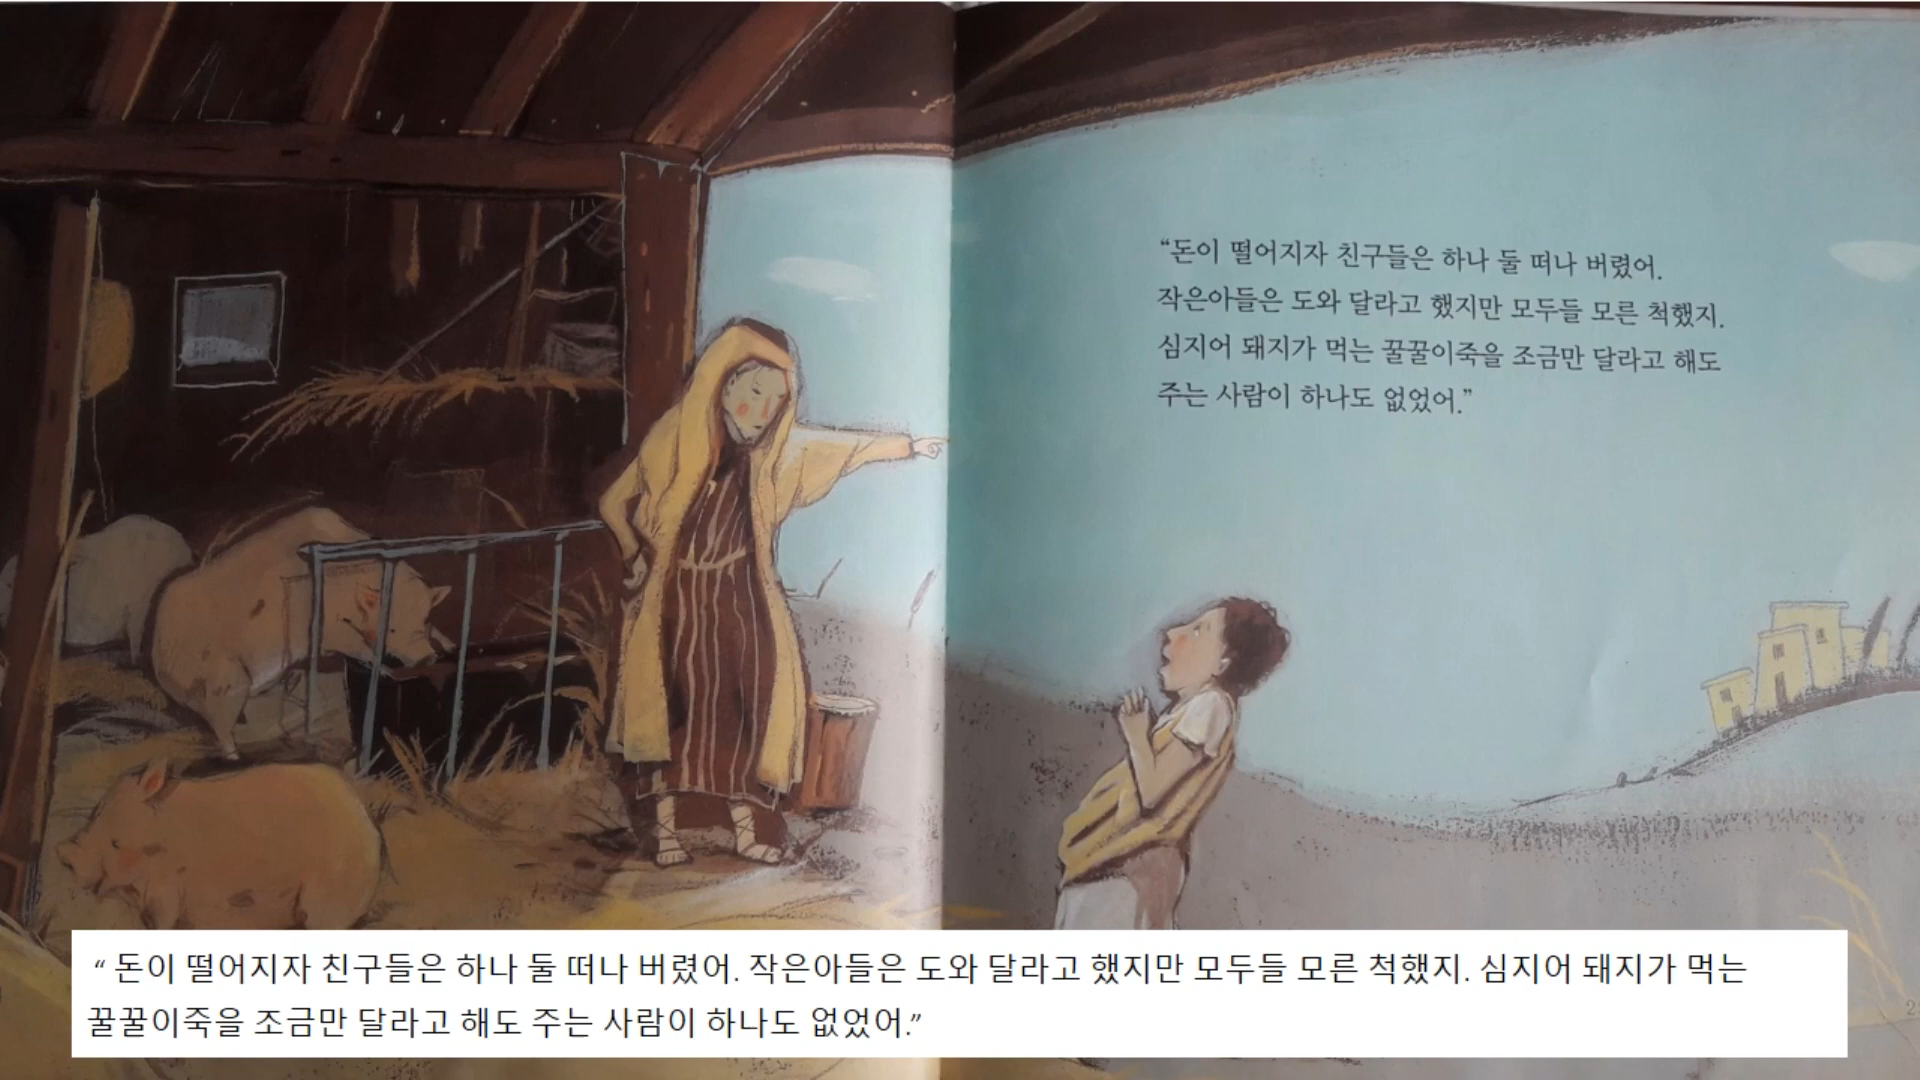 “돈이 떨어지자 친구들은 하나 둘 떠나 버렸어.
작은아들은 도와 달라고 했지만 모두들 모른 척했지.
심지어 돼지가 먹는 꿀꿀이죽을 조금만 달라고 해도
주는 사람이 하나도 없었어.”
“ 돈이 떨어지자 친구들은 하나 둘 떠나 버렸어. 작은아들은 도와 달라고 했지만 모두들 모른 척했지. 심지어 돼지가 먹는
꿀꿀이죽을 조금만 달라고 해도 주는 사람이 하나도 없었어.”